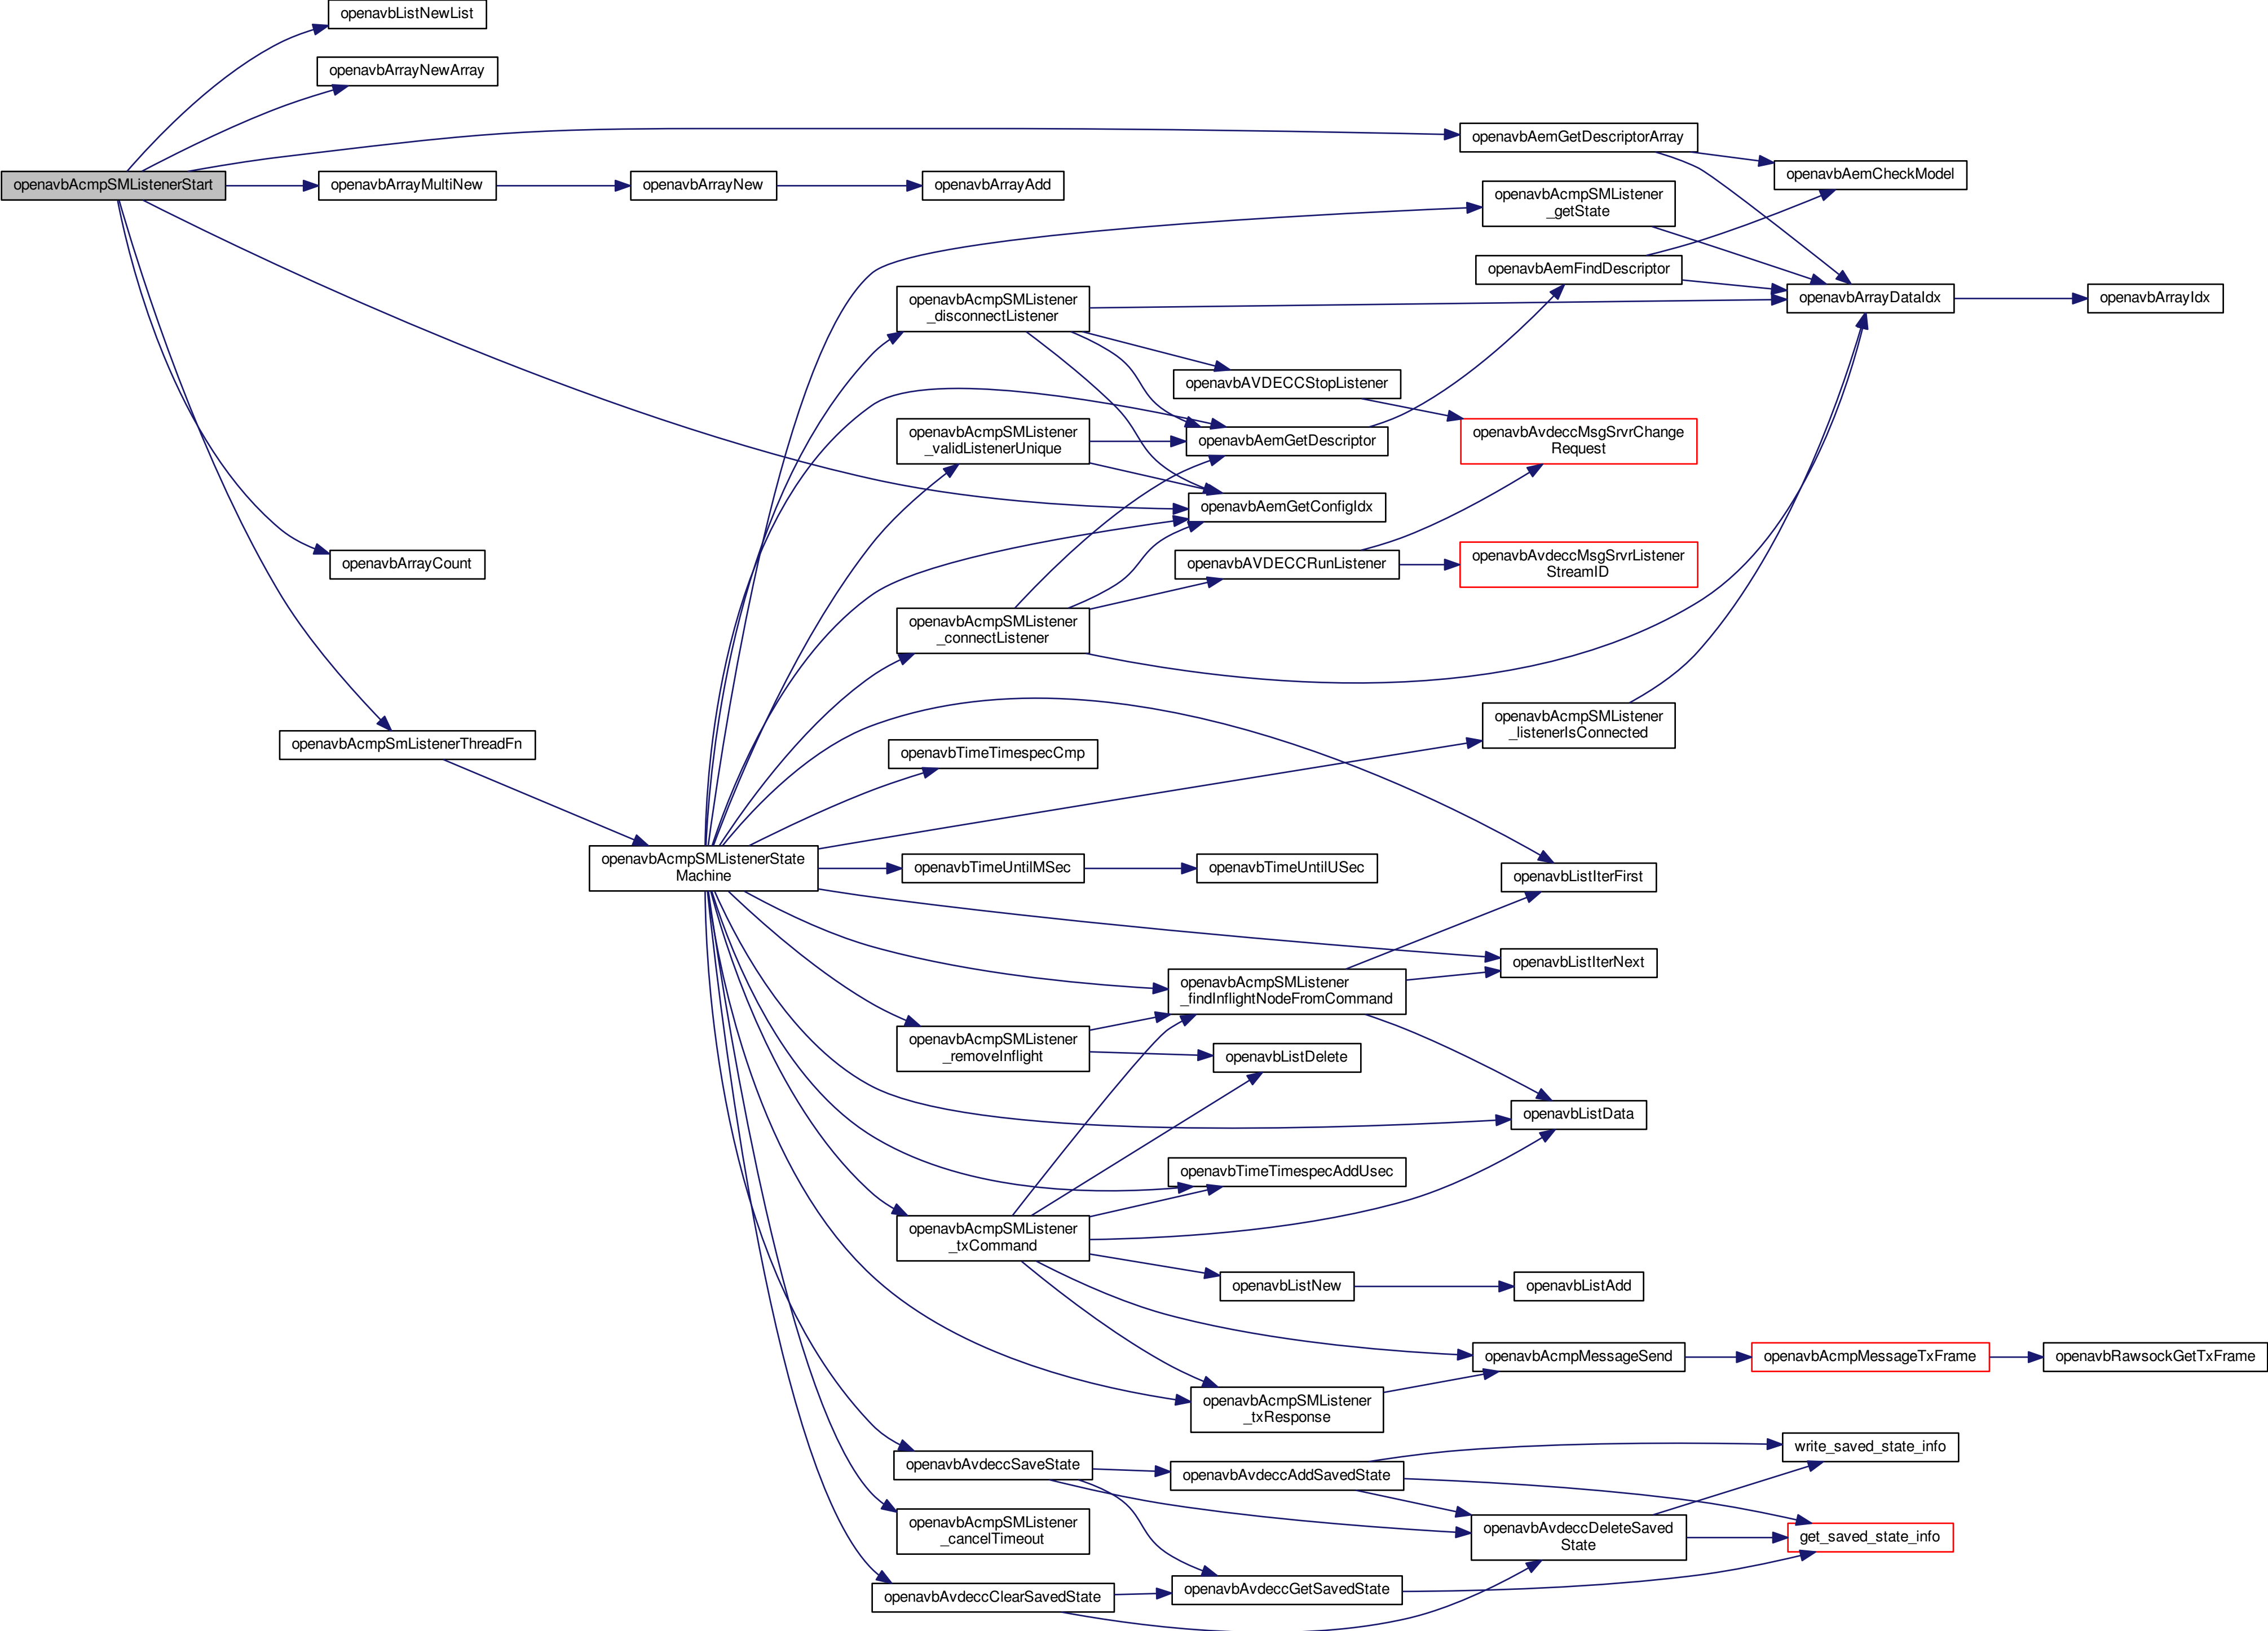 openavbListNewList
openavbArrayNewArray
openavbAemGetDescriptorArray
openavbAemCheckModel
openavbAcmpSMListenerStart
openavbArrayMultiNew
openavbArrayNew
openavbArrayAdd
openavbAcmpSMListener
_getState
openavbAemFindDescriptor
openavbAcmpSMListener
_disconnectListener
openavbArrayDataIdx
openavbArrayIdx
openavbAVDECCStopListener
openavbAcmpSMListener
_validListenerUnique
openavbAemGetDescriptor
openavbAvdeccMsgSrvrChange
Request
openavbAemGetConfigIdx
openavbArrayCount
openavbAVDECCRunListener
openavbAvdeccMsgSrvrListener
StreamID
openavbAcmpSMListener
_connectListener
openavbAcmpSMListener
_listenerIsConnected
openavbAcmpSmListenerThreadFn
openavbTimeTimespecCmp
openavbAcmpSMListenerState
Machine
openavbTimeUntilMSec
openavbTimeUntilUSec
openavbListIterFirst
openavbListIterNext
openavbAcmpSMListener
_findInflightNodeFromCommand
openavbAcmpSMListener
_removeInflight
openavbListDelete
openavbListData
openavbTimeTimespecAddUsec
openavbAcmpSMListener
_txCommand
openavbListNew
openavbListAdd
openavbAcmpMessageSend
openavbAcmpMessageTxFrame
openavbRawsockGetTxFrame
openavbAcmpSMListener
_txResponse
write_saved_state_info
openavbAvdeccSaveState
openavbAvdeccAddSavedState
openavbAcmpSMListener
_cancelTimeout
openavbAvdeccDeleteSaved
State
get_saved_state_info
openavbAvdeccClearSavedState
openavbAvdeccGetSavedState